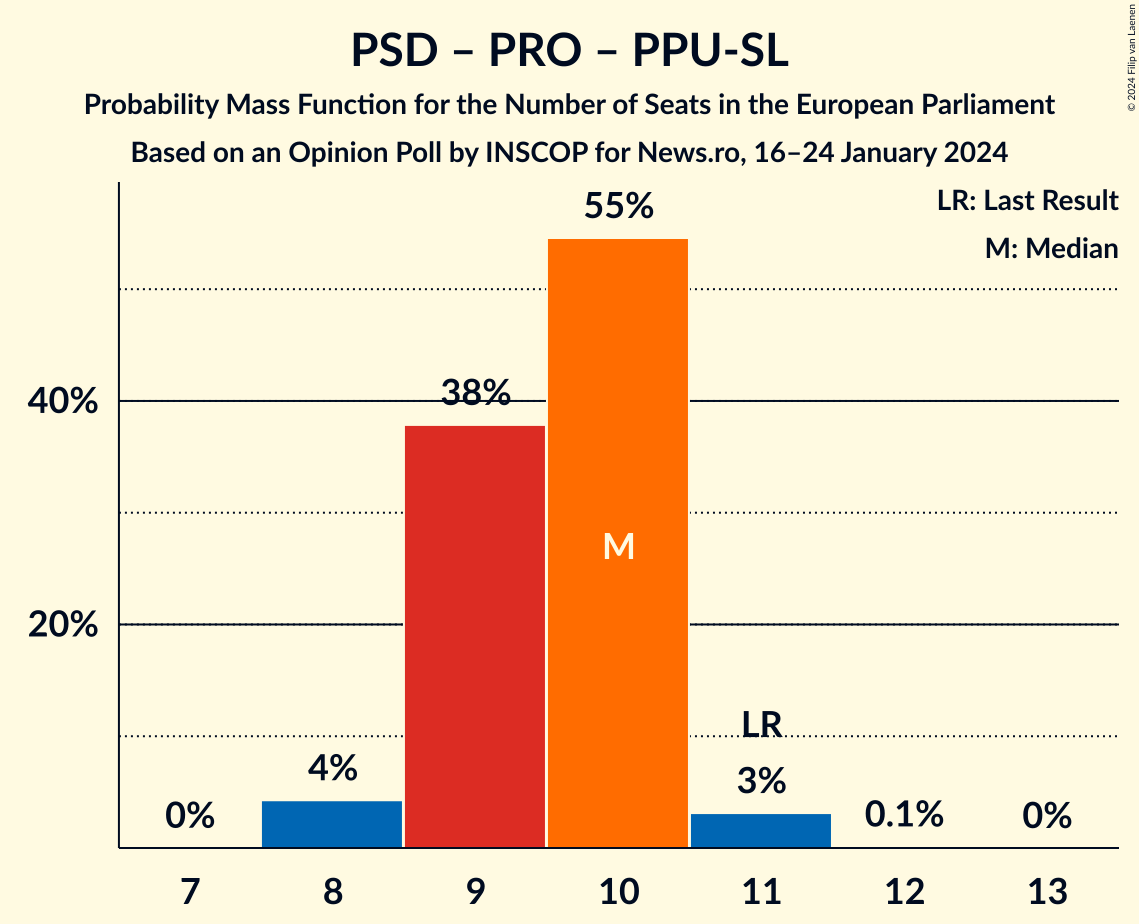 PSD – PRO – PPU-SL
Probability Mass Function for the Number of Seats in the European Parliament
Based on an Opinion Poll by INSCOP for News.ro, 16–24 January 2024
© 2024 Filip van Laenen
LR: Last Result
M: Median
55%
38%
40%
M
20%
LR
4%
3%
0%
0.1%
0%
7 8 9 10 11 12 13